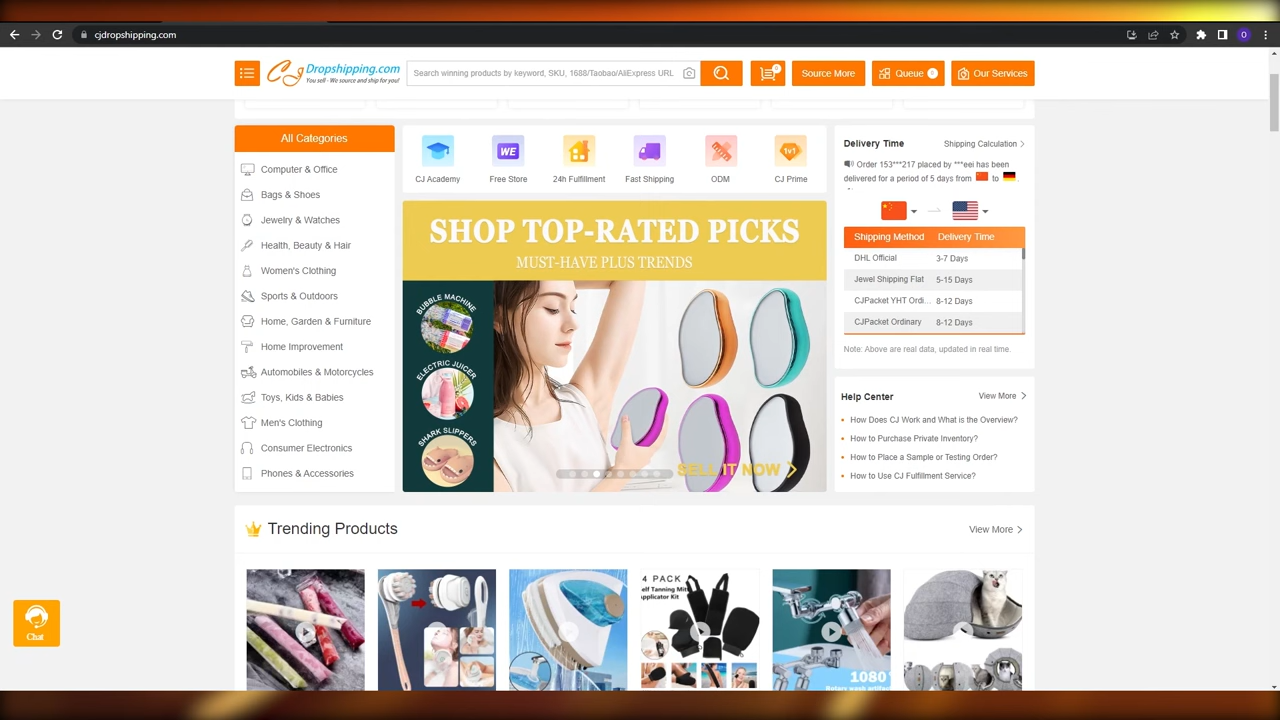 cjdropshipping.com
O
CJ Dropshipping.com
You sell - We source and ship for you!
Search winning products by keyword, SKU, 1688/Taobao/AliExpress URL
0
Source More
Queue 0
Our Services
All Categories
Computer & Office
Bags & Shoes
Jewelry & Watches
Health, Beauty & Hair
Women's Clothing
Sports & Outdoors
Home, Garden & Furniture
Home Improvement
Automobiles & Motorcycles
Toys, Kids & Babies
Men's Clothing
Consumer Electronics
Phones & Accessories
WE
1v1
CJ Academy
Free Store
24h Fulfillment
Fast Shipping
ODM
CJ Prime
SHOP TOP-RATED PICKS
MUST-HAVE PLUS TRENDS
BUBBLE MACHINE
ELECTRIC JUICER
SHARK SLIPPERS
SELL IT NOW
Delivery Time
Shipping Calculation
Order 153***217 placed by ***eei has been
delivered for a period of 5 days from to .
Shipping Method Delivery Time
DHL Official 3-7 Days
Jewel Shipping Flat 5-15 Days
CJPacket YHT Ordi... 8-12 Days
CJPacket Ordinary 8-12 Days
Note: Above are real data, updated in real time.
Help Center
View More
How Does CJ Work and What is the Overview?
How to Purchase Private Inventory?
How to Place a Sample or Testing Order?
How to Use CJ Fulfillment Service?
Trending Products
View More
4 PACK
Self Tanning Mitt
Applicator Kit
1080°
Chat